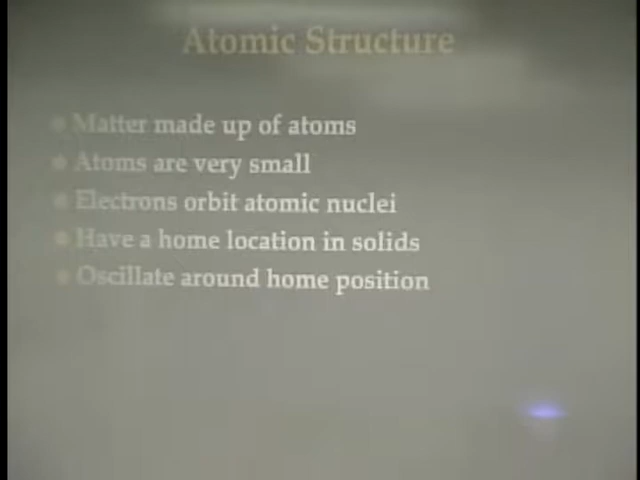 Atomic Structure
Matter made up of atoms
Atoms are very small
Electrons orbit atomic nuclei
Have a home location in solids
Oscillate around home position